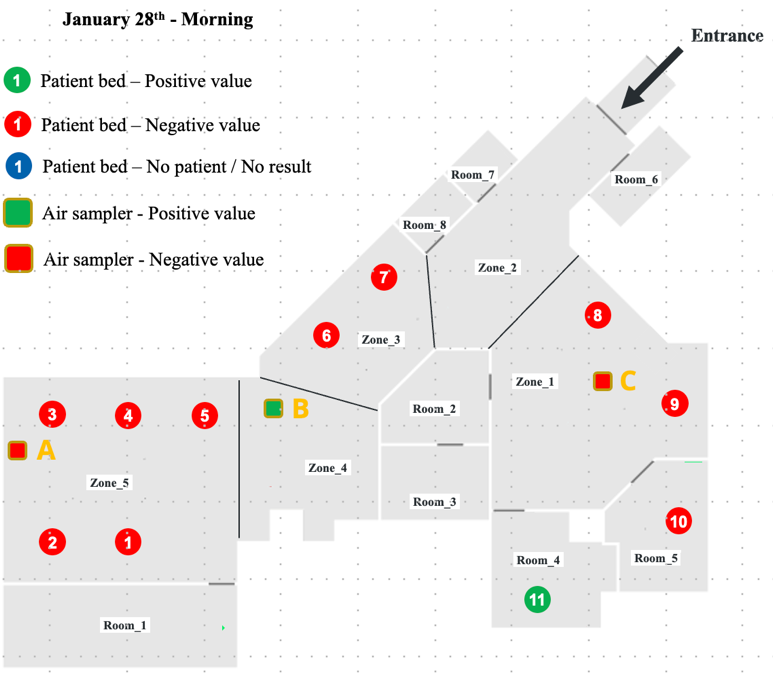 January 28th - Morning
Entrance
1 Patient bed – Positive value
1 Patient bed – Negative value
1 Patient bed – No patient / No result
Air sampler - Positive value
Air sampler - Negative value
Room_7
Room_6
Room_8
Zone_2
7
8
6
Zone_3
Zone_1
C
9
3
4
5
B
Room_2
A
Zone_4
Zone_5
Room_3
10
2
1
Room_4
Room_5
11
Room_1